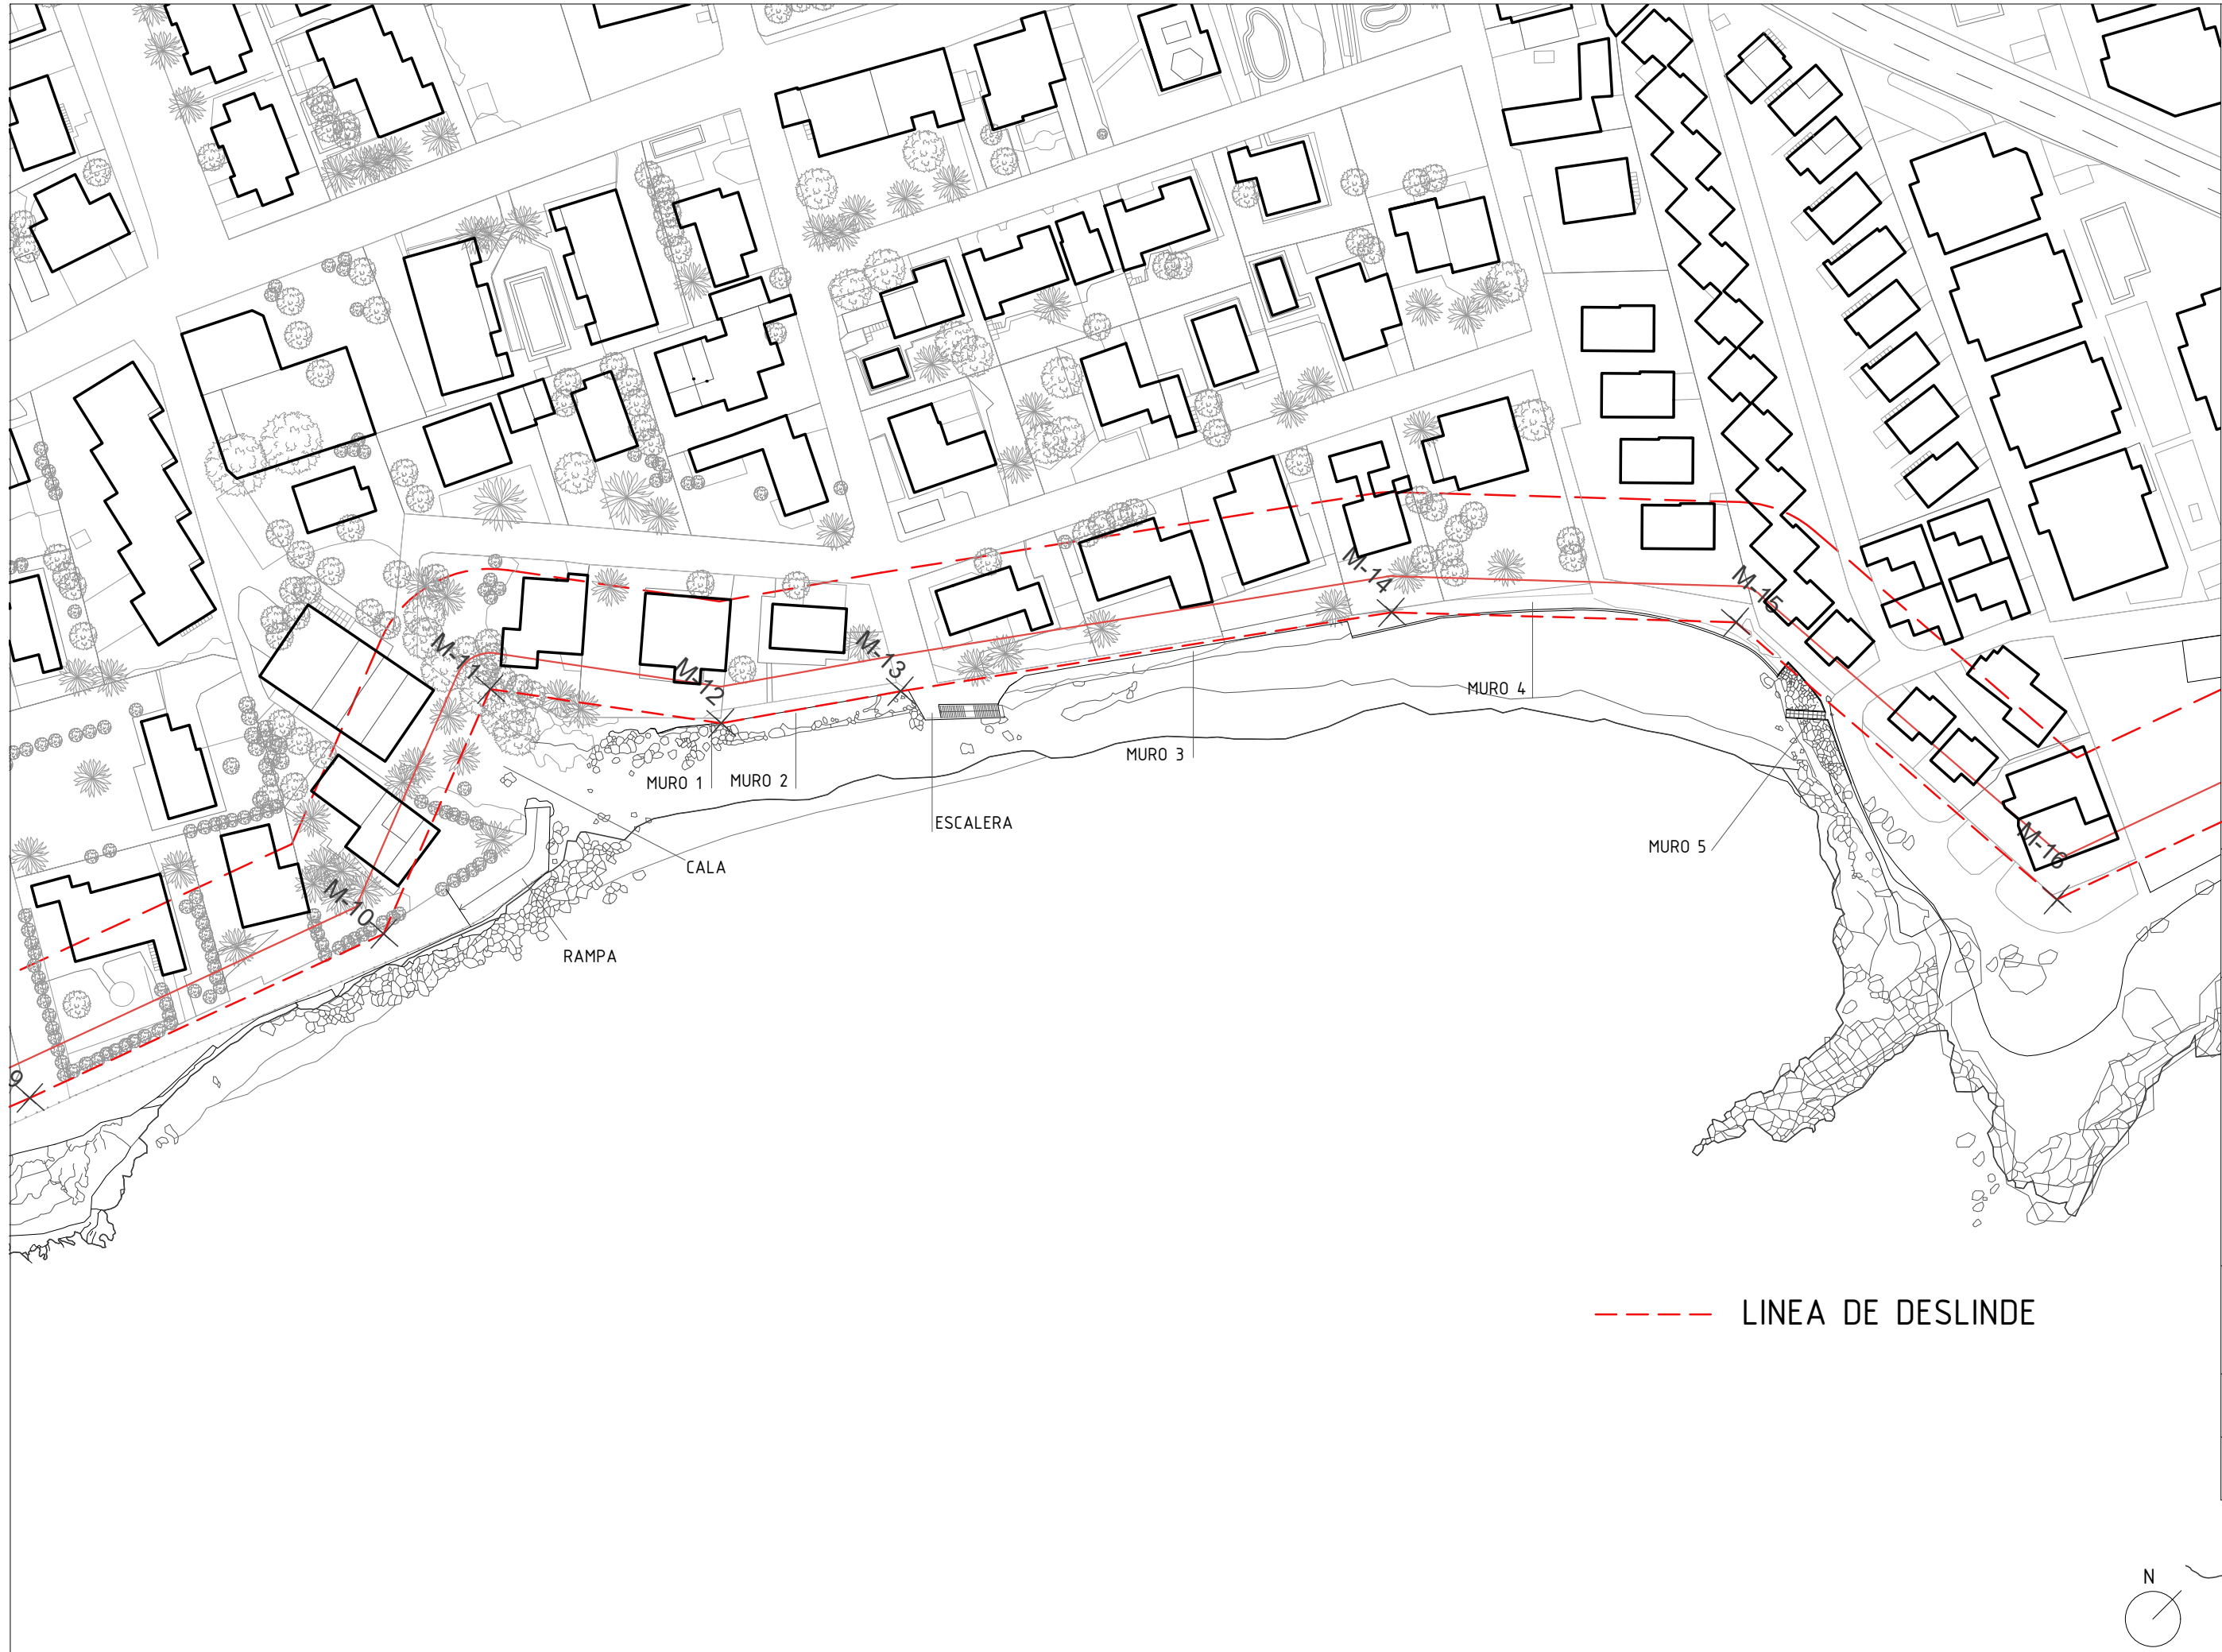 M-14
M-15
M-11
M-12
M-13
MURO 4
MURO 3
MURO 1
MURO 2
ESCALERA
MURO 5
M-16
CALA
M-10
RAMPA
9
LINEA DE DESLINDE
N